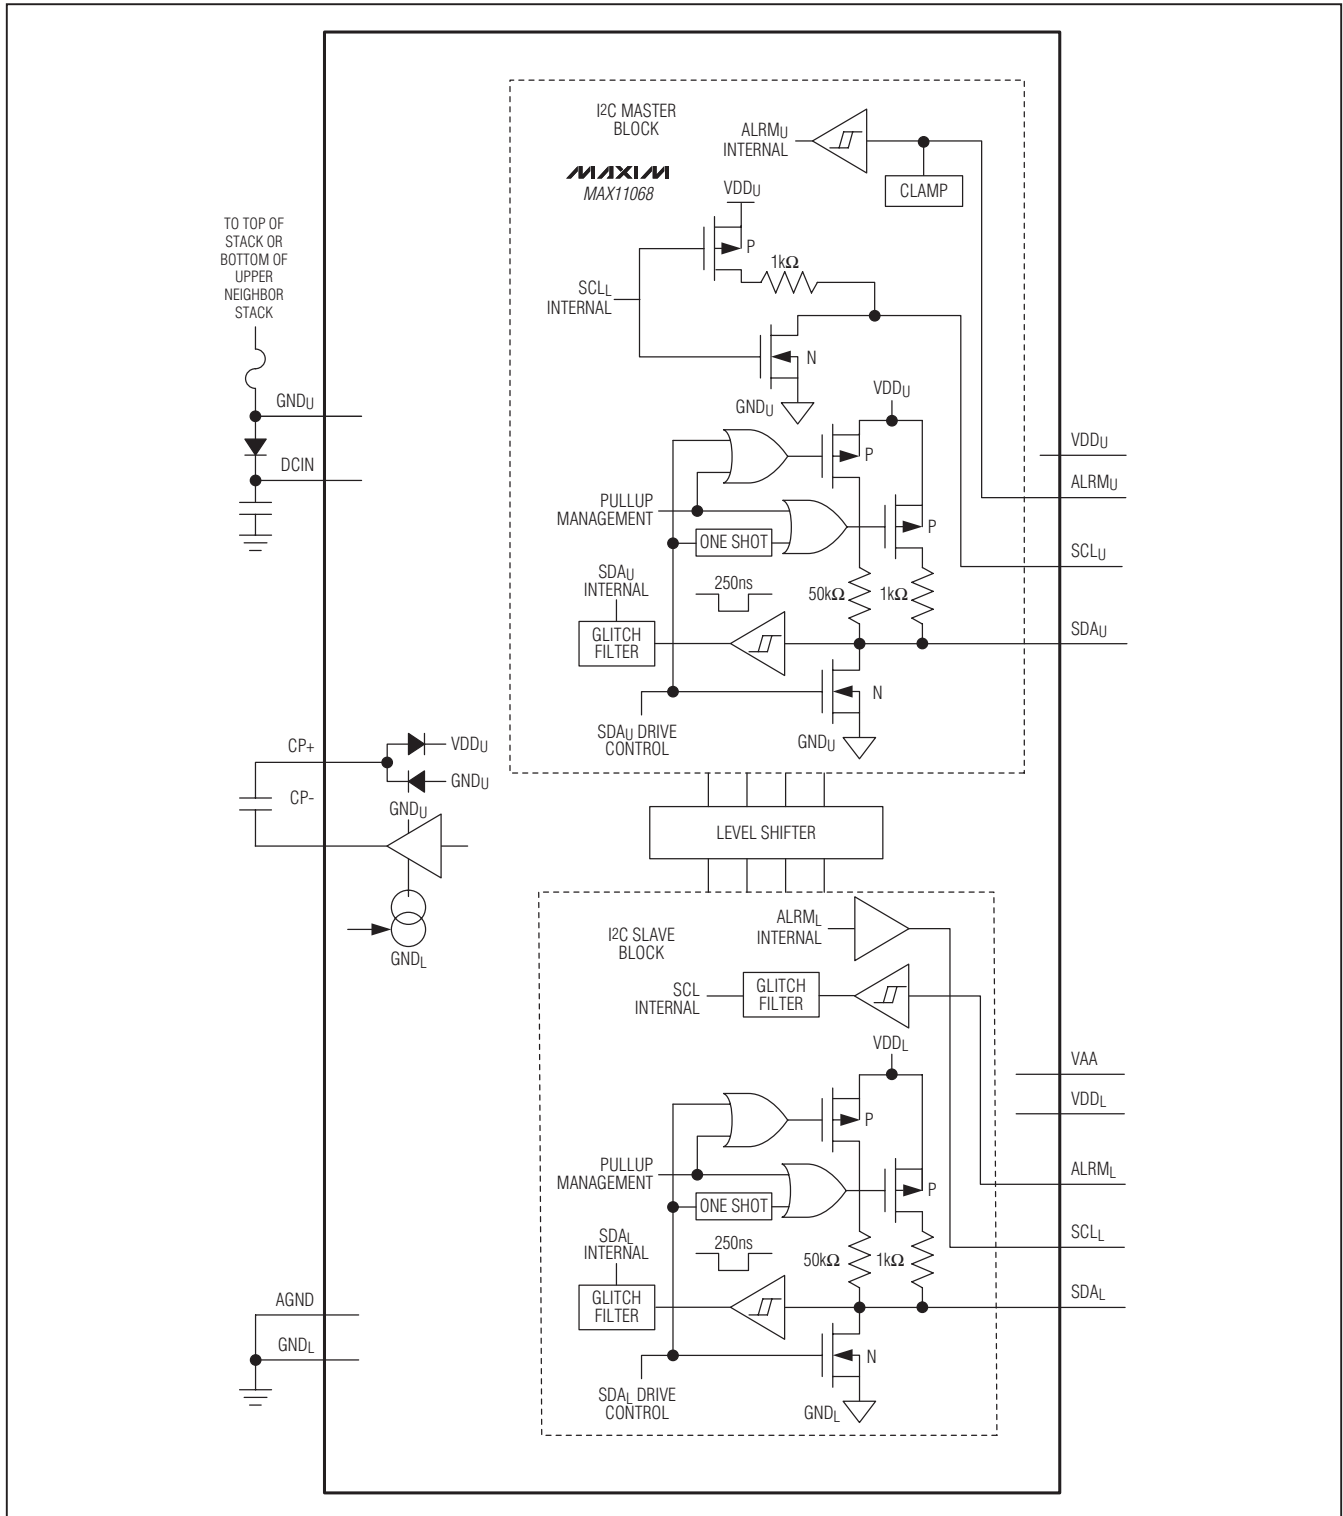 I2C MASTER
BLOCK
MAXIM
MAX11068
ALRMU
INTERNAL
CLAMP
VDDU
P
1kΩ
SCLL
INTERNAL
N
GNDU
TO TOP OF
STACK OR
BOTTOM OF
UPPER
NEIGHBOR
STACK
GNDU
DCIN
VDDU
P
PULLUP
MANAGEMENT
ONE SHOT
P
SDAU
INTERNAL
250ns
50kΩ
1kΩ
GLITCH
FILTER
N
SDAU DRIVE
CONTROL
GNDU
VDDU
ALRMU
SCLU
SDAU
CP+
VDDU
GNDU
CP-
GNDU
GNDL
LEVEL SHIFTER
I2C SLAVE
BLOCK
ALRML
INTERNAL
SCL
INTERNAL
GLITCH
FILTER
VDDL
P
PULLUP
MANAGEMENT
ONE SHOT
P
SDAL
INTERNAL
250ns
50kΩ
1kΩ
GLITCH
FILTER
N
SDAL DRIVE
CONTROL
GNDL
VAA
VDDL
ALRML
SCLL
SDAL
AGND
GNDL